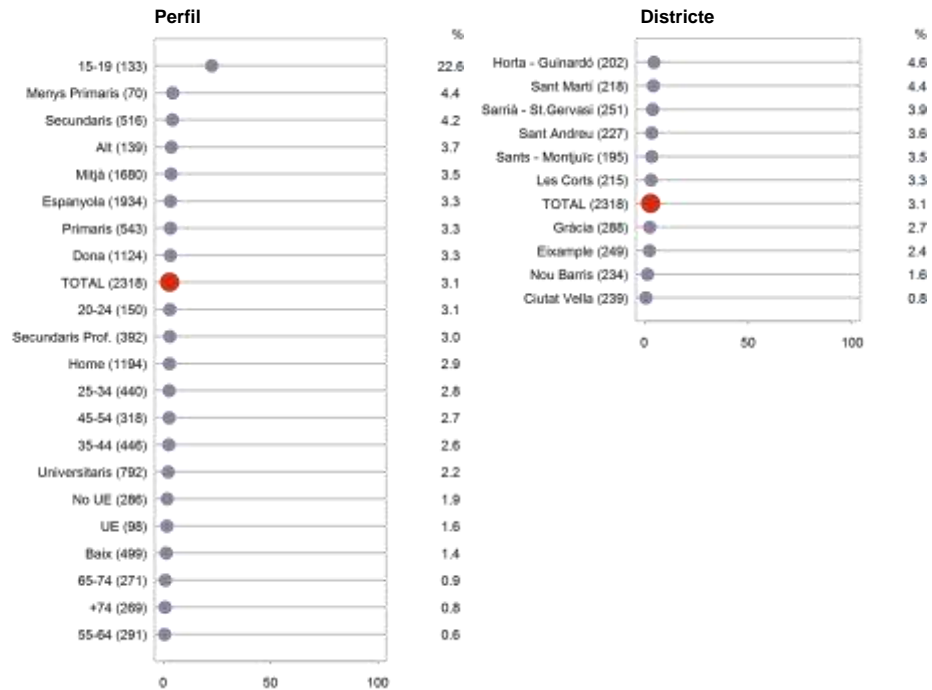 Perfil
%
15-19 (133) 22.6
Menys Primaris (70) 4.4
Secundaris (516) 4.2
Alt (139) 3.7
Mitjà (1680) 3.5
Espanyola (1934) 3.3
Primaris (543) 3.3
Dona (1124) 3.3
TOTAL (2318) 3.1
20-24 (150) 3.1
Secundaris Prof. (392) 3.0
Home (1194) 2.9
25-34 (440) 2.8
45-54 (318) 2.7
35-44 (446) 2.6
Universitaris (792) 2.2
No UE (286) 1.9
UE (98) 1.6
Baix (499) 1.4
65-74 (271) 0.9
+74 (269) 0.8
55-64 (291) 0.6
0 50 100
Districte
%
Horta - Guinardó (202) 4.6
Sant Martí (218) 4.4
Sarrià - St.Gervasi (251) 3.9
Sant Andreu (227) 3.6
Sants - Montjuïc (195) 3.5
Les Corts (215) 3.3
TOTAL (2318) 3.1
Gràcia (288) 2.7
Eixample (249) 2.4
Nou Barris (234) 1.6
Ciutat Vella (239) 0.8
0 50 100